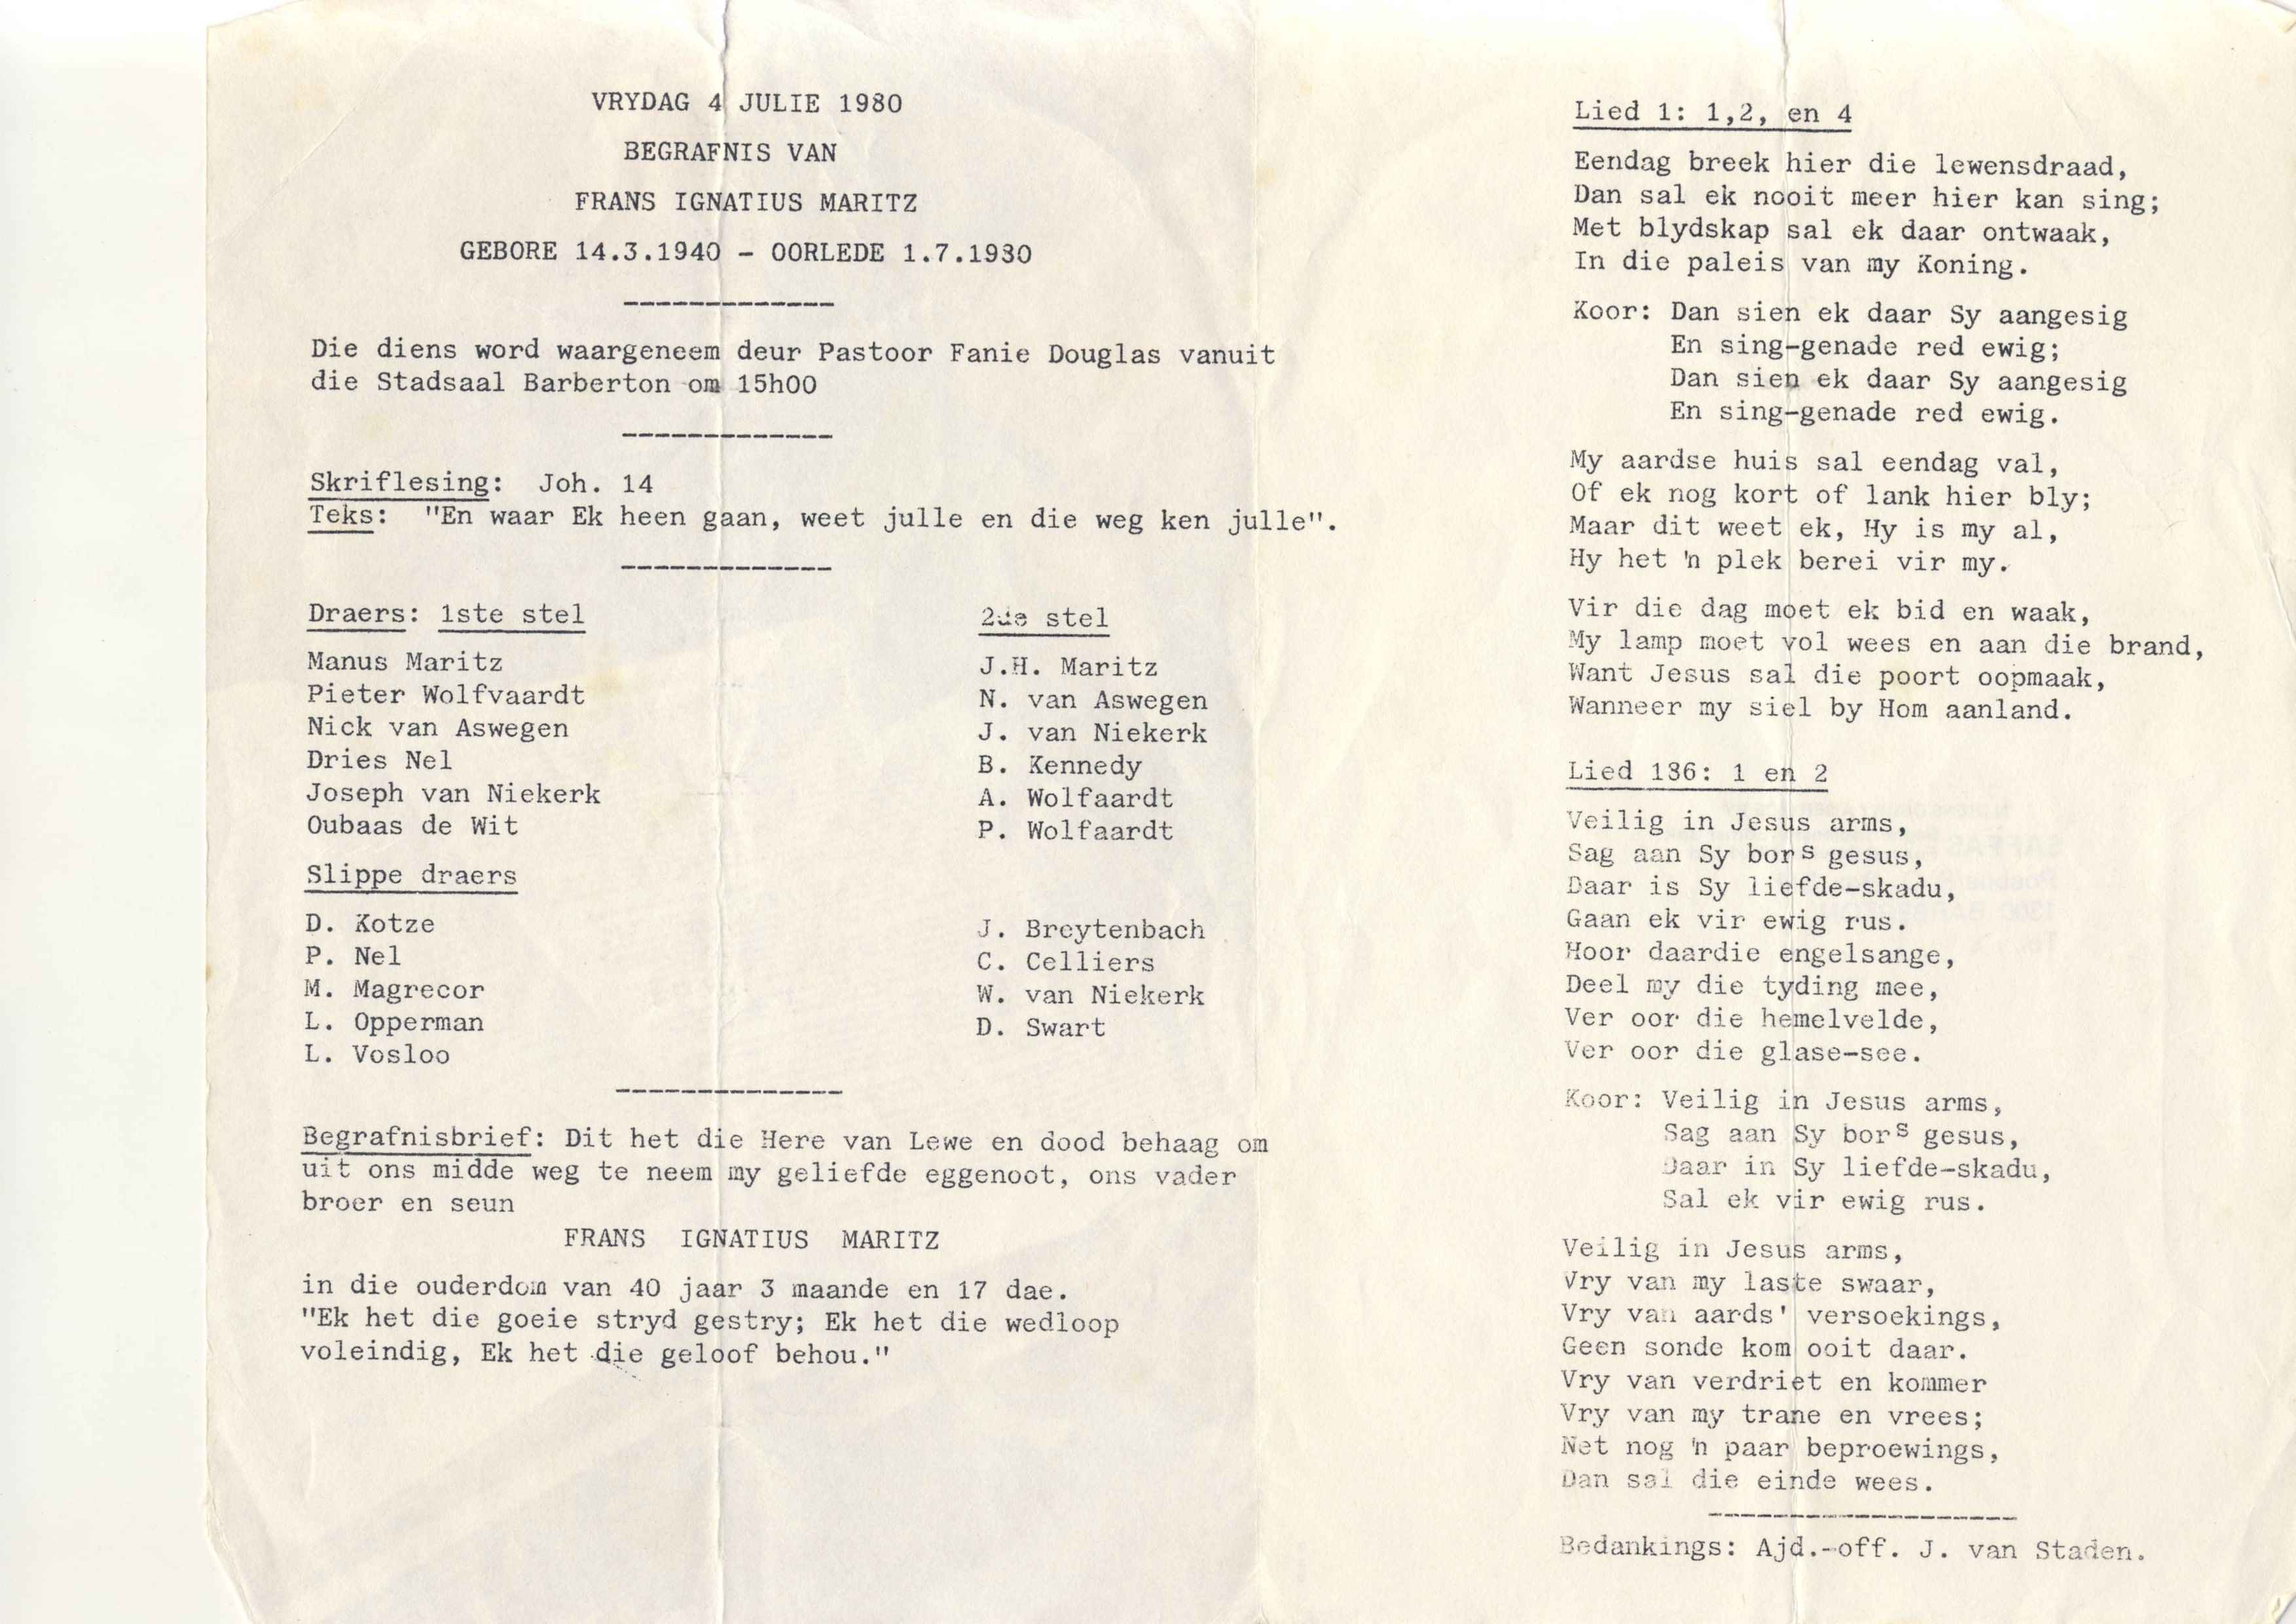 VRYDAG 4 JULIE 1980
BEGRAFNIS VAN
FRANS IGNATIUS MARITZ
GEBORE 14.3.1940 - OORLEDE 1.7.1980
Die diens word waargeneem deur Pastoor Fanie Douglas vanuit
die Stadsaal Barberton om 15h00
Skriflesing: Joh. 14
Teks: "En waar Ek heen gaan, weet julle en die weg ken julle".
Draers: 1ste stel
Manus Maritz
Pieter Wolfvaardt
Nick van Aswegen
Dries Nel
Joseph van Niekerk
Oubaas de Wit
2de stel
J.H. Maritz
N. van Aswegen
J. van Niekerk
B. Kennedy
A. Wolfaardt
P. Wolfaardt
Slippe draers
D. Kotze
P. Nel
M. Magrecor
L. Opperman
L. Vosloo
J. Breytenbach
C. Celliers
W. van Niekerk
D. Swart
Begrafnisbrief: Dit het die Here van Lewe en dood behaag om
uit ons midde weg te neem my geliefde eggenoot, ons vader
broer en seun
FRANS IGNATIUS MARITZ
in die ouderdom van 40 jaar 3 maande en 17 dae.
"Ek het die goeie stryd gestry; Ek het die wedloop
voleindig, Ek het die geloof behou."
Lied 1: 1,2, en 4
Eendag breek hier die lewensdraad,
Dan sal ek nooit meer hier kan sing;
Met blydskap sal ek daar ontwaak,
In die paleis van my Koning.
Koor: Dan sien ek daar Sy aangesig
En sing-genade red ewig;
Dan sien ek daar Sy aangesig
En sing-genade red ewig.
My aardse huis sal eendag val,
Of ek nog kort of lank hier bly;
Maar dit weet ek, Hy is my al,
Hy het 'n plek berei vir my.
Vir die dag moet ek bid en waak,
My lamp moet vol wees en aan die brand,
Want Jesus sal die poort oopmaak,
Wanneer my siel by Hom aanland.
Lied 136: 1 en 2
Veilig in Jesus arms,
Sag aan Sy bors gesus,
Daar is Sy liefde-skadu,
Gaan ek vir ewig rus.
Hoor daardie engelsange,
Deel my die tyding mee,
Ver oor die hemelvelde,
Ver oor die glase-see.
Koor: Veilig in Jesus arms,
Sag aan Sy bors gesus,
Daar in Sy liefde-skadu,
Sal ek vir ewig rus.
Veilig in Jesus arms,
Vry van my laste swaar,
Vry van aards' versoekings,
Geen sonde kom ooit daar.
Vry van verdriet en kommer
Vry van my trane en vrees;
Net nog 'n paar beproewings,
Dan sal die einde wees.
Bedankings: Ajd.-off. J. van Staden.